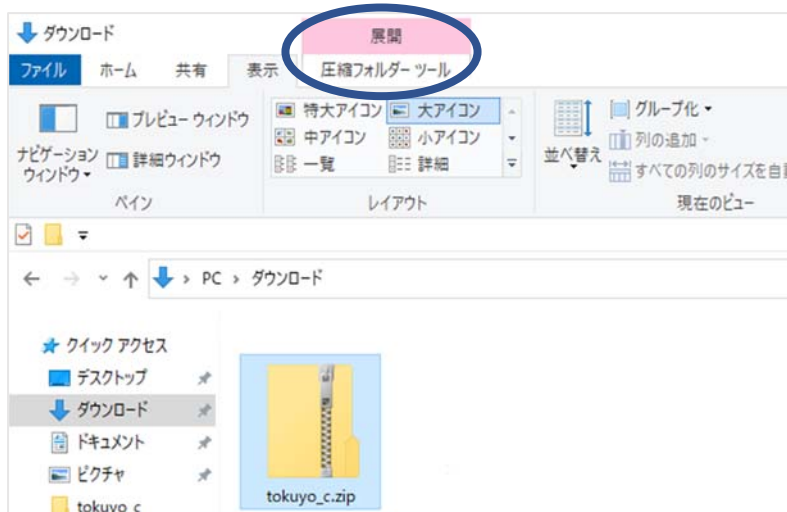 ダウンロード
展開
ファイル ホーム 共有 表示 圧縮フォルダー ツール
ナビゲーション ウィンドウ
プレビュー ウィンドウ
詳細ウィンドウ
ペイン
特大アイコン 大アイコン
中アイコン 小アイコン
一覧 詳細
レイアウト
並べ替え
グループ化
列の追加
すべての列のサイズを自
現在のビュー
PC › ダウンロード
クイック アクセス
デスクトップ
ダウンロード
ドキュメント
ピクチャ
tokuyo_c
tokuyo_c.zip